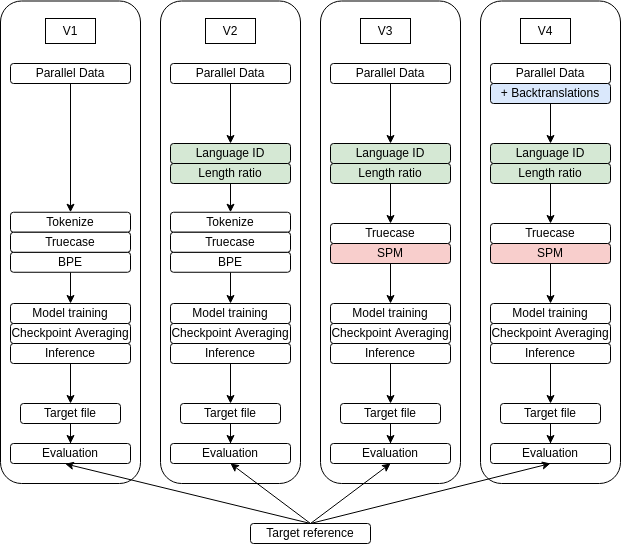 V1
Parallel Data
Tokenize
Truecase
BPE
Model training
Checkpoint Averaging
Inference
Target file
Evaluation
V2
Parallel Data
Language ID
Length ratio
Tokenize
Truecase
BPE
Model training
Checkpoint Averaging
Inference
Target file
Evaluation
V3
Parallel Data
Language ID
Length ratio
Truecase
SPM
Model training
Checkpoint Averaging
Inference
Target file
Evaluation
V4
Parallel Data
+ Backtranslations
Language ID
Length ratio
Truecase
SPM
Model training
Checkpoint Averaging
Inference
Target file
Evaluation
Target reference